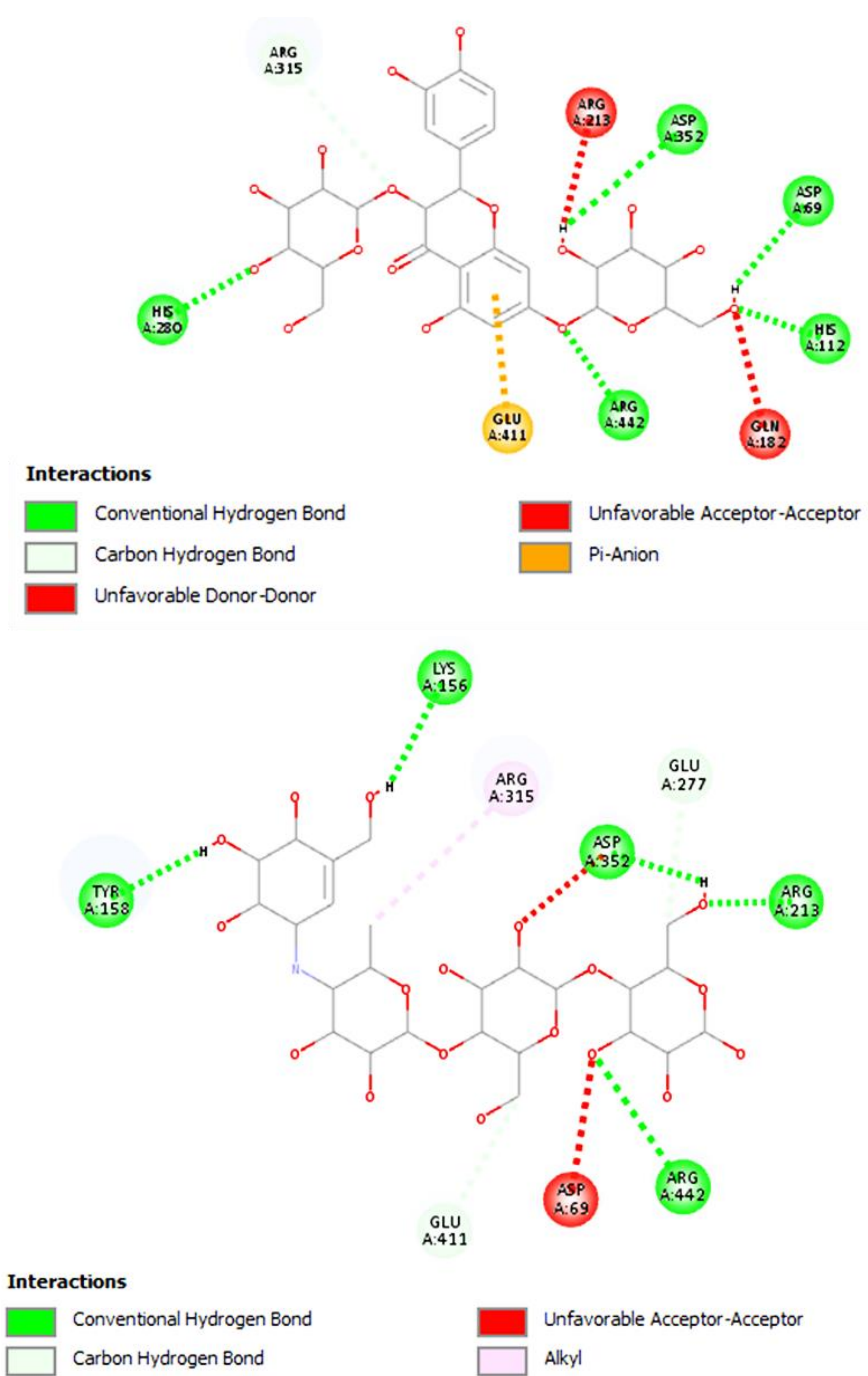 ARG
A:315
ARG
A:213
ASP
A:352
ASP
A:69
H
H
HIS
A:280
HIS
A:112
GLU
A:411
ARG
A:442
GLN
A:182
Interactions
Conventional Hydrogen Bond
Unfavorable Acceptor-Acceptor
Carbon Hydrogen Bond
Pi-Anion
Unfavorable Donor-Donor
LYS
A:156
ARG
A:315
GLU
A:277
H
ASP
A:352
H
H
TYR
A:158
ARG
A:213
N
ASP
A:69
ARG
A:442
GLU
A:411
Interactions
Conventional Hydrogen Bond
Unfavorable Acceptor-Acceptor
Carbon Hydrogen Bond
Alkyl